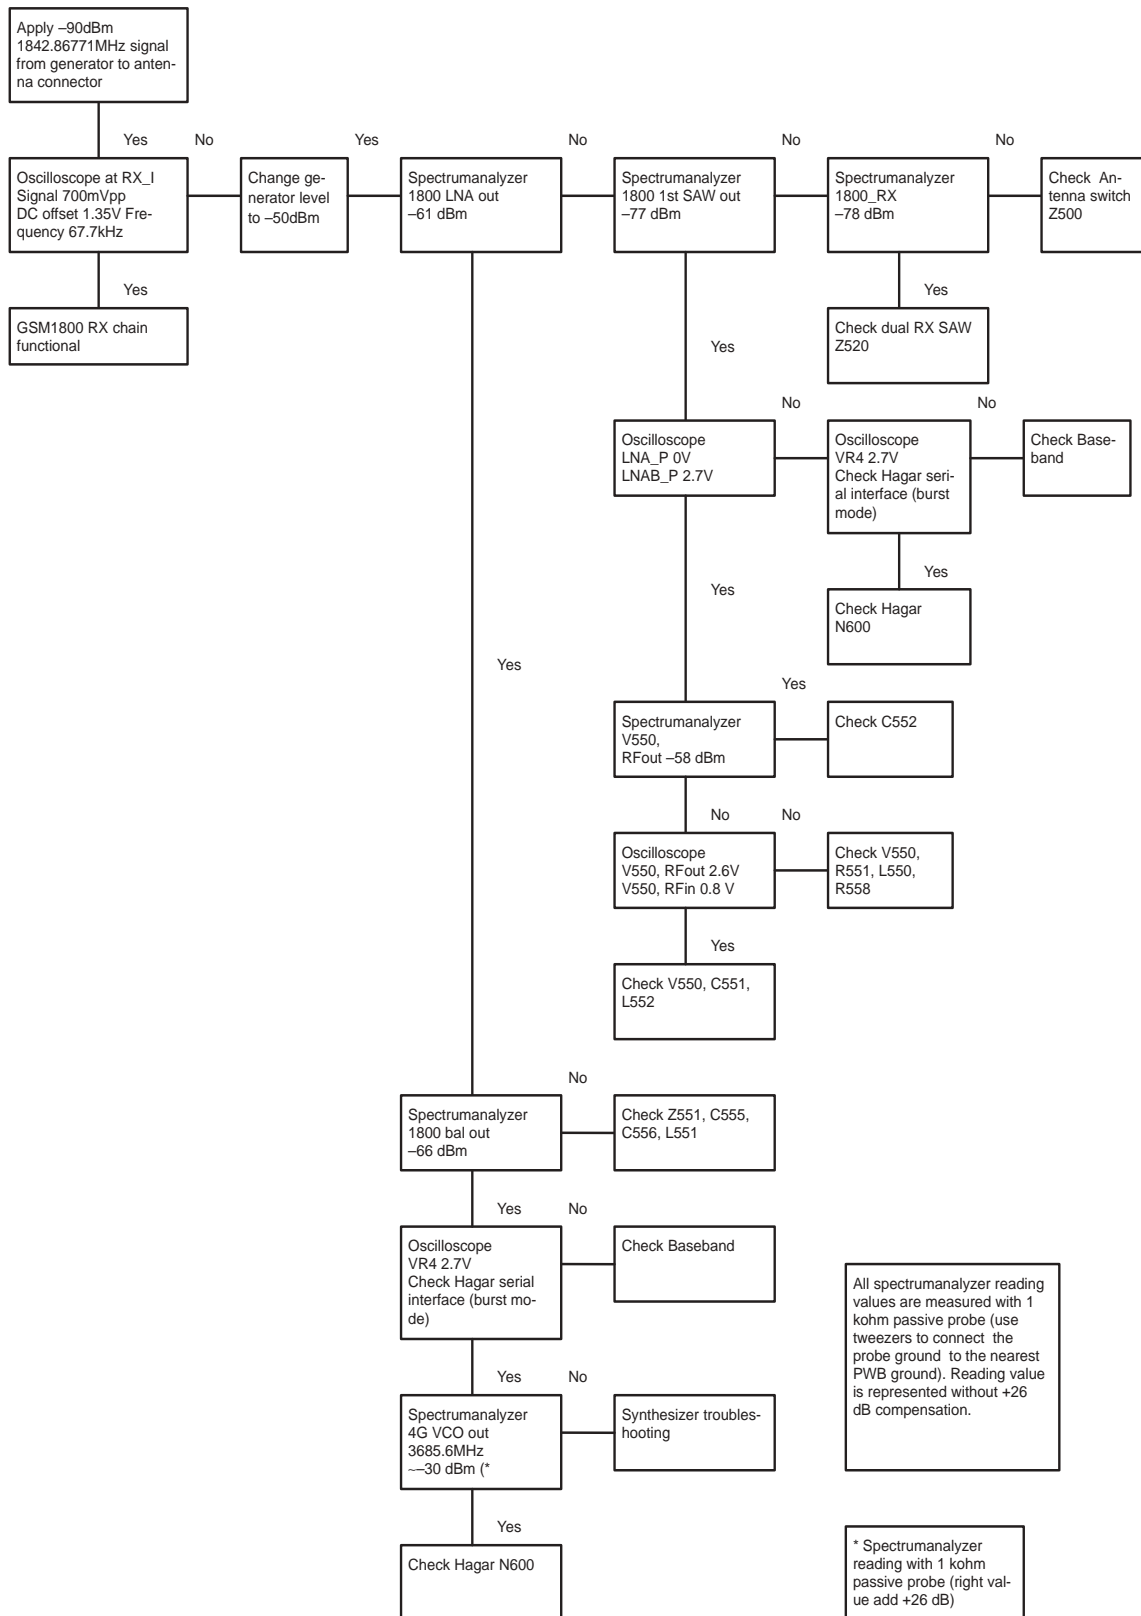 Apply –90dBm
1842.86771MHz signal
from generator to anten-
na connector
Yes
No
Yes
No
No
No
Oscilloscope at RX_I
Signal 700mVpp
DC offset 1.35V Fre-
quency 67.7kHz
Change ge-
nerator level
to –50dBm
Spectrumanalyzer
1800 LNA out
–61 dBm
Spectrumanalyzer
1800 1st SAW out
–77 dBm
Spectrumanalyzer
1800_RX
–78 dBm
Check An-
tenna switch
Z500
Yes
Yes
GSM1800 RX chain
functional
Check dual RX SAW
Z520
Yes
No
No
Oscilloscope
LNA_P 0V
LNAB_P 2.7V
Oscilloscope
VR4 2.7V
Check Hagar seri-
al interface (burst
mode)
Check Base-
band
Yes
Yes
Check Hagar
N600
Yes
Yes
Spectrumanalyzer
V550,
RFout –58 dBm
Check C552
No
No
Oscilloscope
V550, RFout 2.6V
V550, RFin 0.8 V
Check V550,
R551, L550,
R558
Yes
Check V550, C551,
L552
No
Spectrumanalyzer
1800 bal out
–66 dBm
Check Z551, C555,
C556, L551
Yes
No
Oscilloscope
VR4 2.7V
Check Hagar serial
interface (burst mo-
de)
Check Baseband
All spectrumanalyzer reading
values are measured with 1
kohm passive probe (use
tweezers to connect the
probe ground to the nearest
PWB ground). Reading value
is represented without +26
dB compensation.
Yes
No
Spectrumanalyzer
4G VCO out
3685.6MHz
~–30 dBm (*
Synthesizer troubles-
hooting
Yes
Check Hagar N600
* Spectrumanalyzer
reading with 1 kohm
passive probe (right val-
ue add +26 dB)